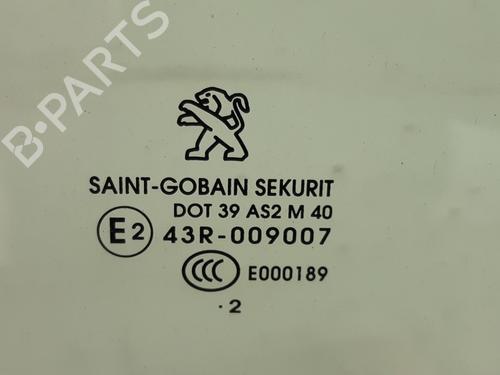 B-PARTS
SAINT-GOBAIN SEKURIT
DOT 39 AS2 M 40
E2 43R-009007
CCC E000189
.2